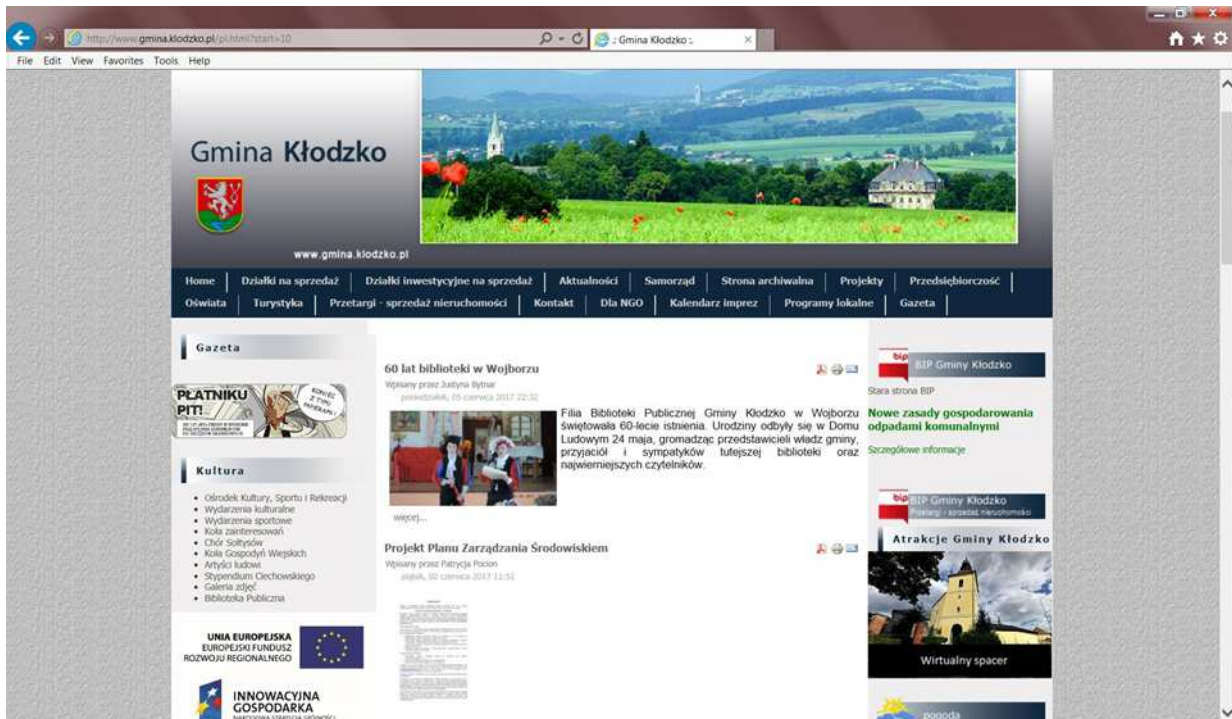 http://www.gmina.klodzko.pl/pl.html?start=10
.: Gmina Kłodzko :.
File Edit View Favorites Tools Help
Gmina Kłodzko
www.gmina.klodzko.pl
Home Działki na sprzedaż Działki inwestycyjne na sprzedaż Aktualności Samorząd Strona archiwalna Projekty Przedsiębiorczość
Oświata Turystyka Przetargi - sprzedaż nieruchomości Kontakt Dla NGO Kalendarz imprez Programy lokalne Gazeta
Gazeta
PŁATNIKU
PIT!
KONIEC
Z TYMI
PAPIERAMI
Kultura
Ośrodek Kultury, Sportu i Rekreacji
Wydarzenia kulturalne
Wydarzenia sportowe
Koła zainteresowań
Chór Sołtysów
Koła Gospodyń Wiejskich
Artyści ludowi
Stypendium Ciechowskiego
Galeria zdjęć
Biblioteka Publiczna
UNIA EUROPEJSKA
EUROPEJSKI FUNDUSZ
ROZWOJU REGIONALNEGO
INNOWACYJNA
GOSPODARKA
NARODOWA STRATEGIA SPÓJNOŚCI
60 lat biblioteki w Wojborzu
Wpisany przez Justyna Bytnar
poniedziałek, 05 czerwca 2017 22:32
Filia Biblioteki Publicznej Gminy Kłodzko w Wojborzu
świętowała 60-lecie istnienia. Urodziny odbyły się w Domu
Ludowym 24 maja, gromadząc przedstawicieli władz gminy,
przyjaciół i sympatyków tutejszej biblioteki oraz
najwierniejszych czytelników.
więcej...
Projekt Planu Zarządzania Środowiskiem
Wpisany przez Patrycja Pocion
piątek, 02 czerwca 2017 11:51
bip
BIP Gminy Kłodzko
Stara strona BIP
Nowe zasady gospodarowania
odpadami komunalnymi
Szczegółowe informacje
bip
BIP Gminy Kłodzko
Przetargi - sprzedaż nieruchomości
Atrakcje Gminy Kłodzko
Wirtualny spacer
pogoda